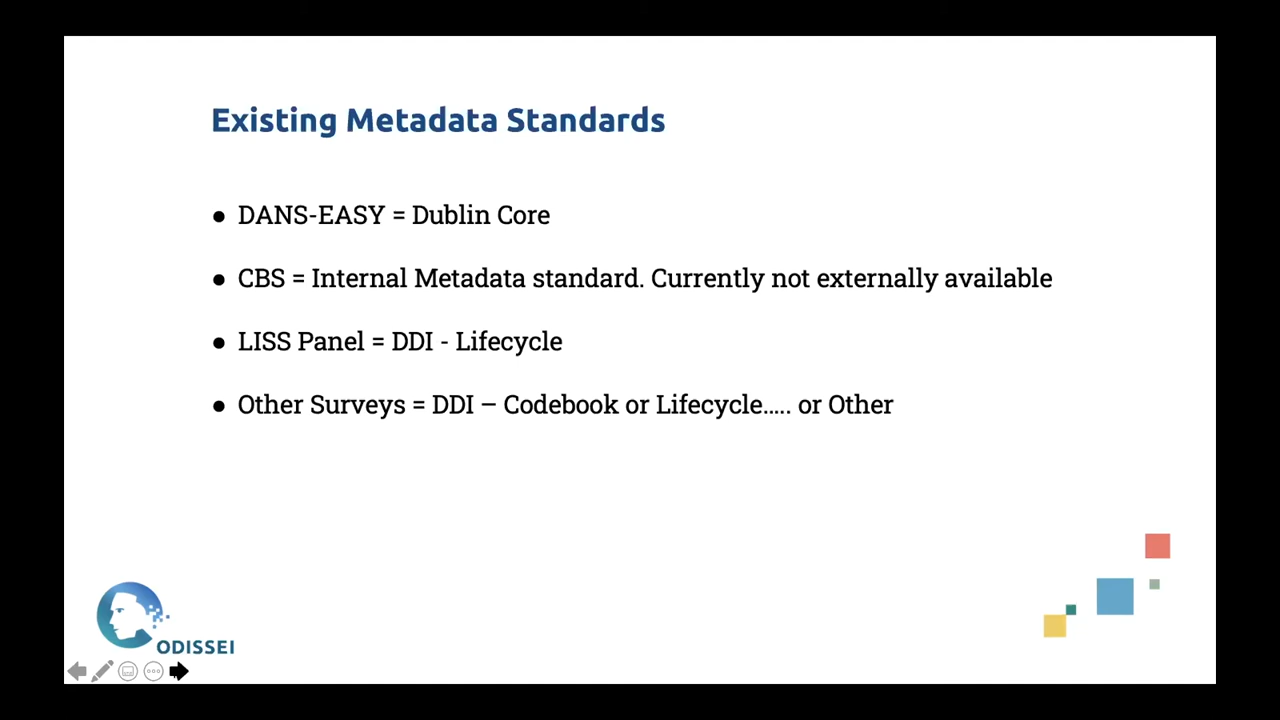 Existing Metadata Standards
● DANS-EASY = Dublin Core
● CBS = Internal Metadata standard. Currently not externally available
● LISS Panel = DDI - Lifecycle
● Other Surveys = DDI – Codebook or Lifecycle..... or Other
ODISSEI